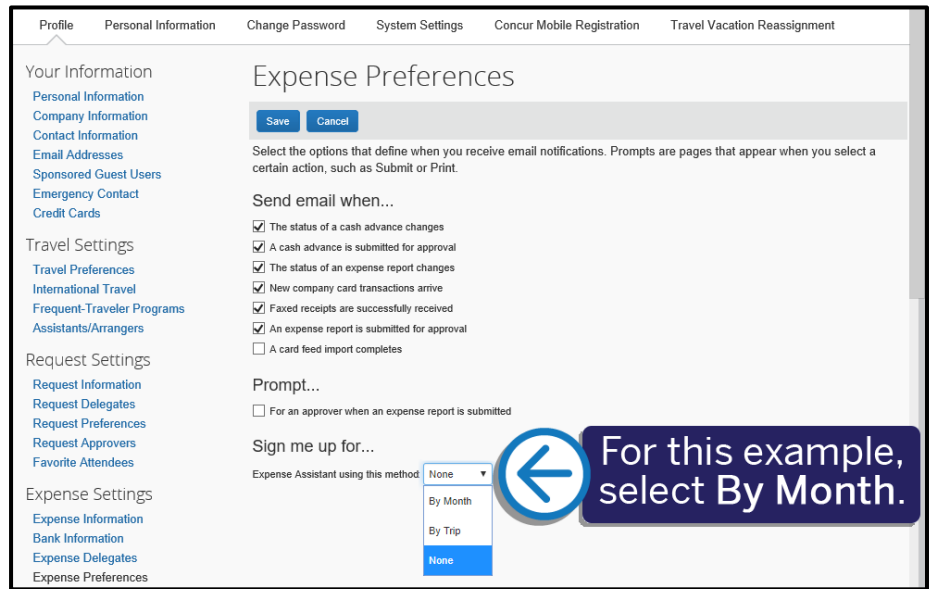 Profile Personal Information Change Password System Settings Concur Mobile Registration Travel Vacation Reassignment
Your Information
Personal Information
Company Information
Contact Information
Email Addresses
Sponsored Guest Users
Emergency Contact
Credit Cards
Travel Settings
Travel Preferences
International Travel
Frequent-Traveler Programs
Assistants/Arrangers
Request Settings
Request Information
Request Delegates
Request Preferences
Request Approvers
Favorite Attendees
Expense Settings
Expense Information
Bank Information
Expense Delegates
Expense Preferences
Expense Preferences
Save Cancel
Select the options that define when you receive email notifications. Prompts are pages that appear when you select a
certain action, such as Submit or Print.
Send email when...
The status of a cash advance changes
A cash advance is submitted for approval
The status of an expense report changes
New company card transactions arrive
Faxed receipts are successfully received
An expense report is submitted for approval
A card feed import completes
Prompt...
For an approver when an expense report is submitted
Sign me up for...
Expense Assistant using this method: None
By Month
By Trip
None
For this example,
select By Month.